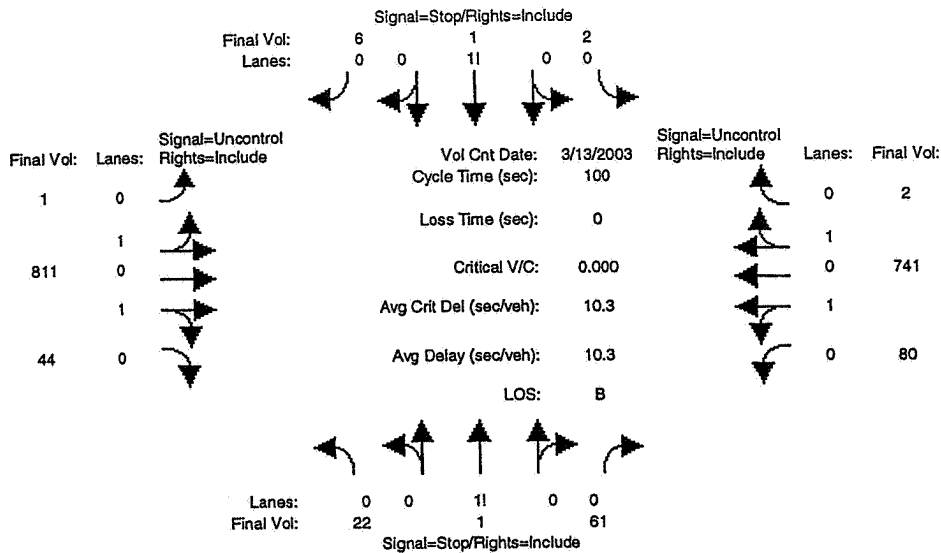 Signal=Stop/Rights=Include
Final Vol: 6 1 2
Lanes: 0 0 1! 0 0
Signal=Uncontrol
Final Vol: Lanes: Rights=Include
Vol Cnt Date: 3/13/2003
Signal=Uncontrol
Rights=Include Lanes: Final Vol:
Cycle Time (sec): 100
1 0
0 2
Loss Time (sec): 0
1
1
811 0
Critical V/C: 0.000
0 741
1
Avg Crit Del (sec/veh): 10.3
1
44 0
Avg Delay (sec/veh): 10.3
0 80
LOS: B
Lanes: 0 0 1! 0 0
Final Vol: 22 1 61
Signal=Stop/Rights=Include